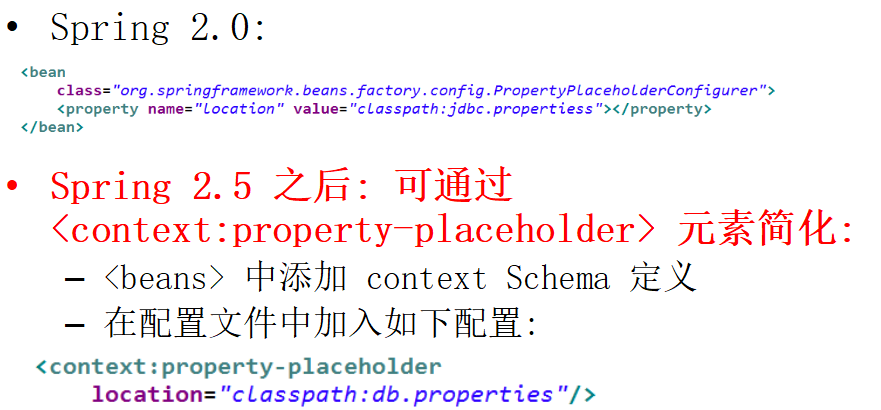 • Spring 2.0:
<bean
class="org.springframework.beans.factory.config.PropertyPlaceholderConfigurer">
<property name="location" value="classpath:jdbc.propertiess"></property>
</bean>
• Spring 2.5 之后: 可通过
<context:property-placeholder> 元素简化:
– <beans> 中添加 context Schema 定义
– 在配置文件中加入如下配置:
<context:property-placeholder
location="classpath:db.properties"/>